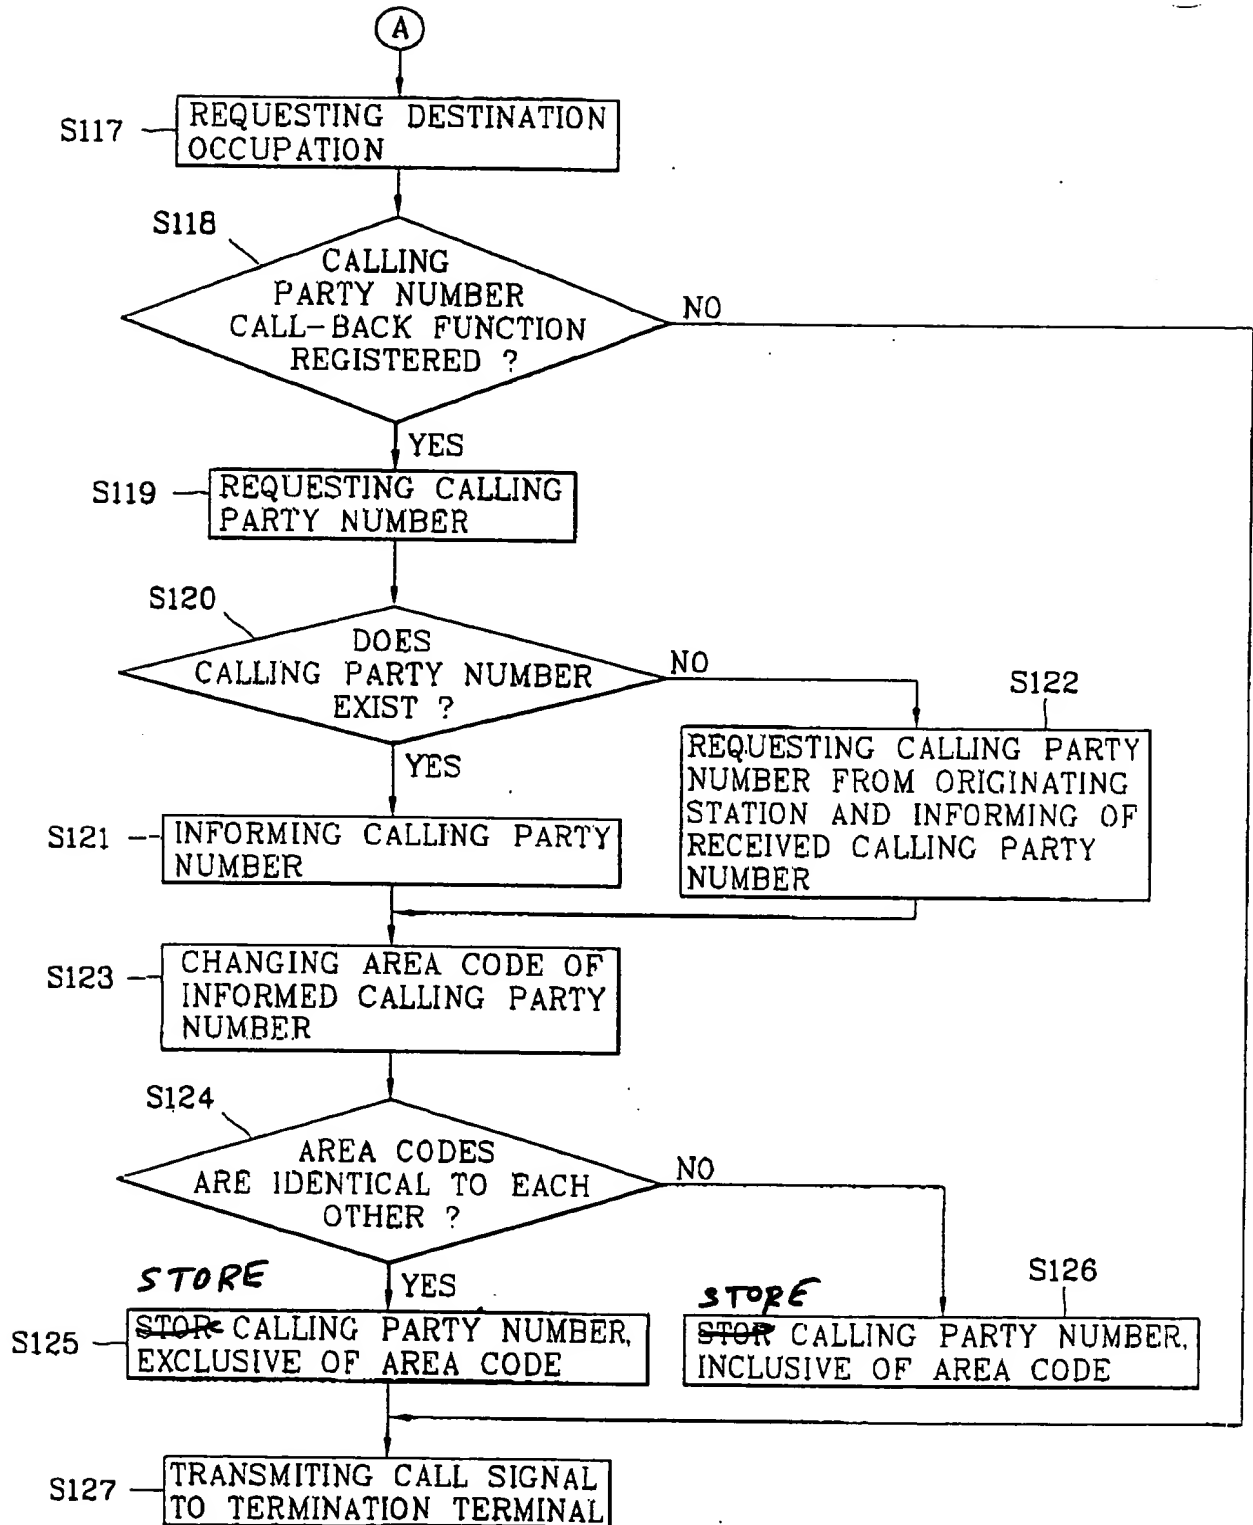 A
S117
REQUESTING DESTINATION
OCCUPATION
S118
CALLING
PARTY NUMBER
CALL-BACK FUNCTION
REGISTERED ?
NO
YES
S119
REQUESTING CALLING
PARTY NUMBER
S120
DOES
CALLING PARTY NUMBER
EXIST ?
NO
YES
S122
REQUESTING CALLING PARTY
NUMBER FROM ORIGINATING
STATION AND INFORMING OF
RECEIVED CALLING PARTY
NUMBER
S121
INFORMING CALLING PARTY
NUMBER
S123
CHANGING AREA CODE OF
INFORMED CALLING PARTY
NUMBER
S124
AREA CODES
ARE IDENTICAL TO EACH
OTHER ?
NO
YES
STORE
S125
STOR CALLING PARTY NUMBER,
EXCLUSIVE OF AREA CODE
S126
STORE
STOR CALLING PARTY NUMBER,
INCLUSIVE OF AREA CODE
S127
TRANSMITING CALL SIGNAL
TO TERMINATION TERMINAL